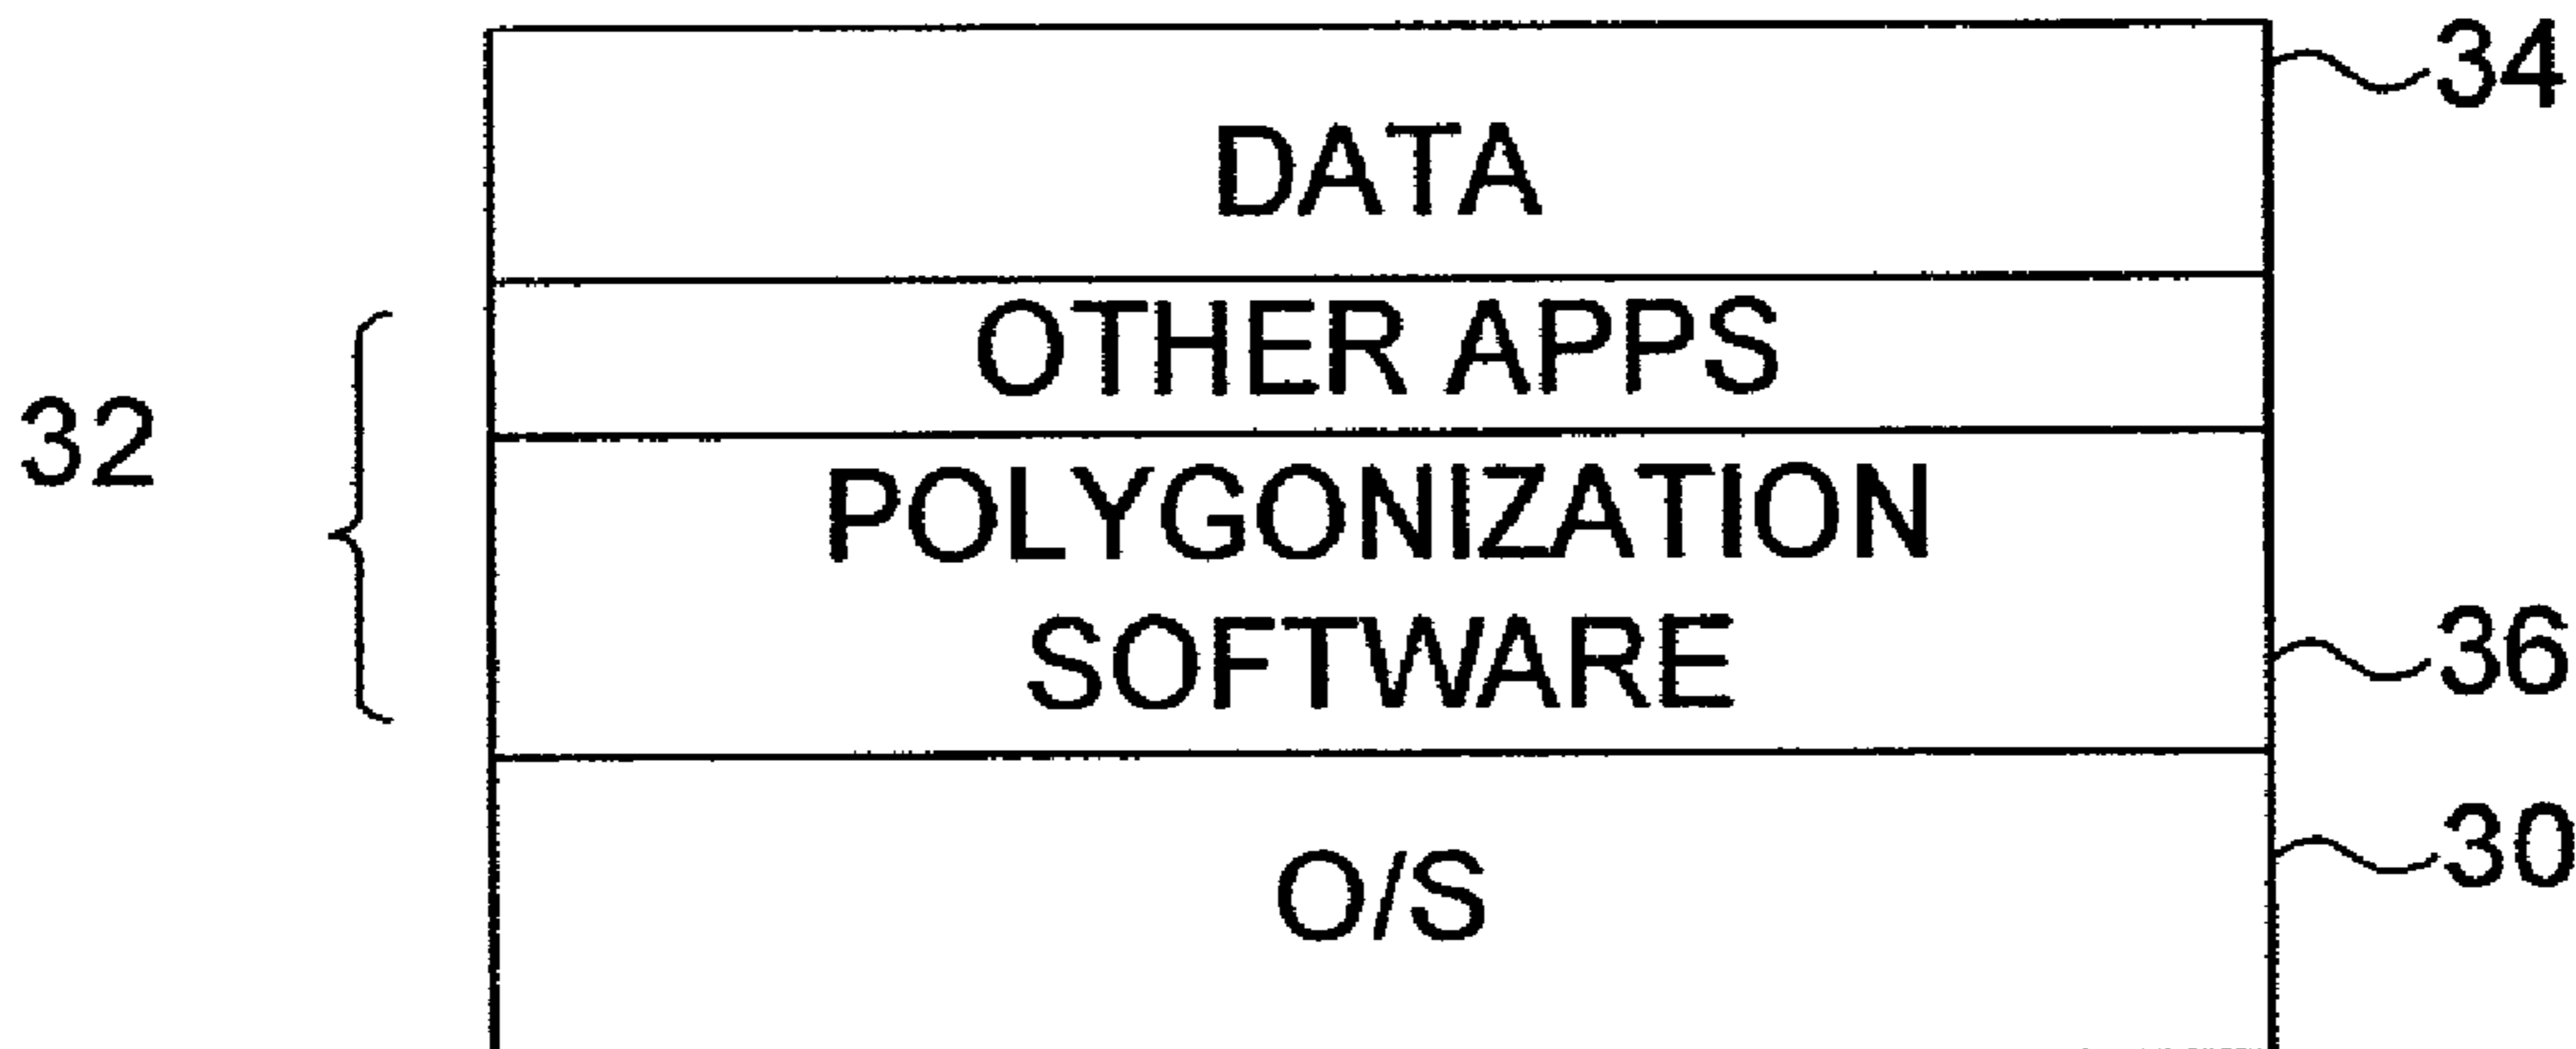 34
DATA
OTHER APPS
32
POLYGONIZATION
SOFTWARE
36
30
O/S